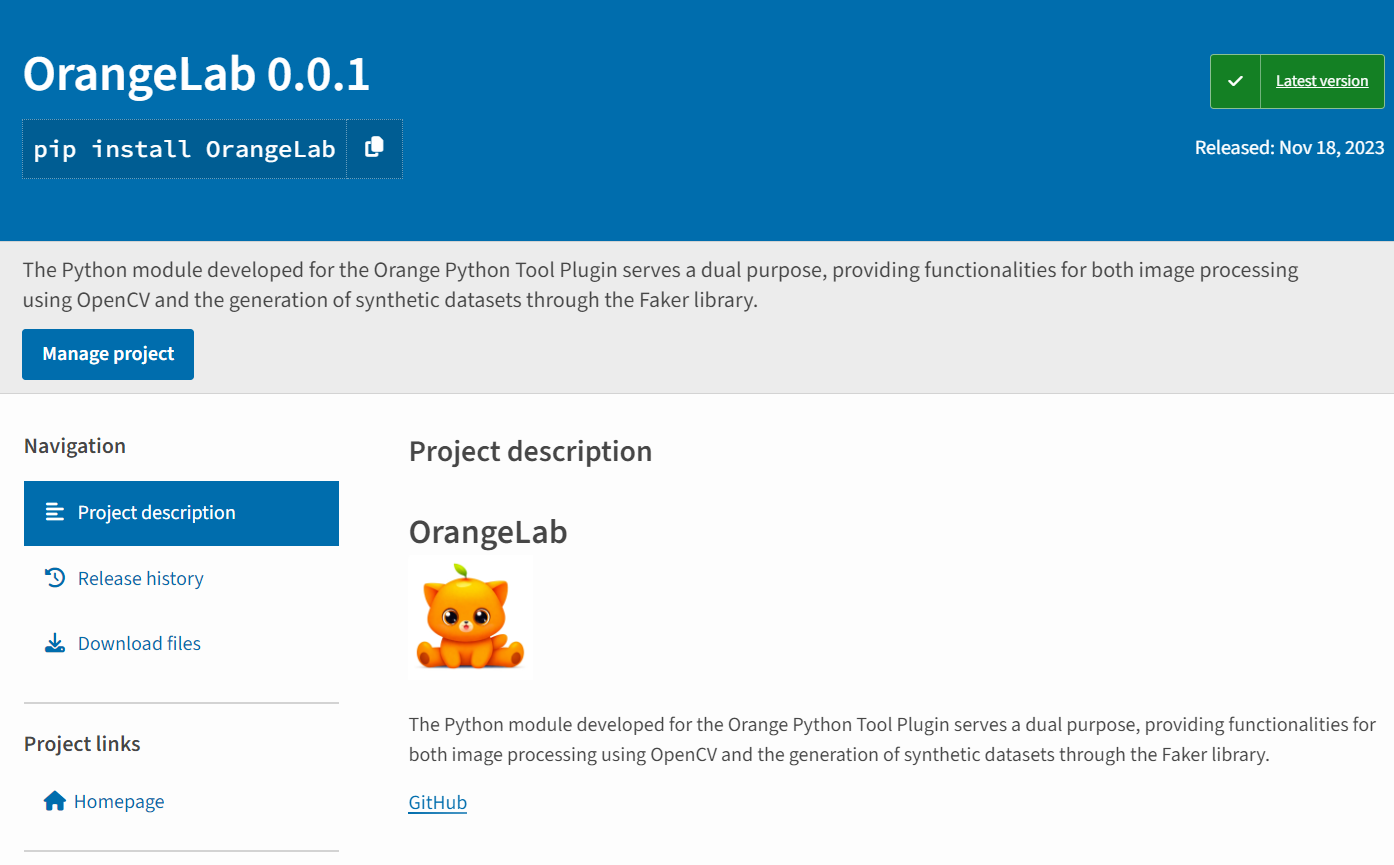 OrangeLab 0.0.1
pip install OrangeLab
Latest version
Released: Nov 18, 2023
The Python module developed for the Orange Python Tool Plugin serves a dual purpose, providing functionalities for both image processing
using OpenCV and the generation of synthetic datasets through the Faker library.
Manage project
Navigation
Project description
Release history
Download files
Project links
Homepage
Project description
OrangeLab
The Python module developed for the Orange Python Tool Plugin serves a dual purpose, providing functionalities for
both image processing using OpenCV and the generation of synthetic datasets through the Faker library.
GitHub